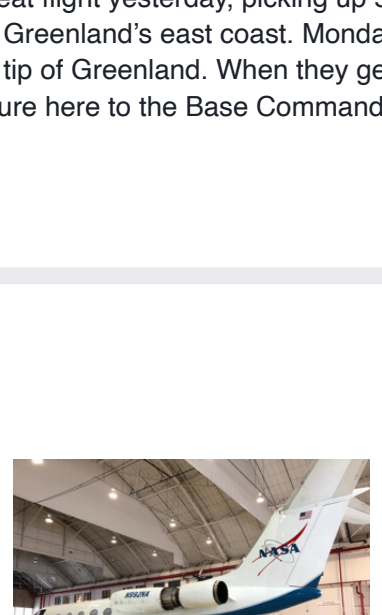 eat flight yesterday, picking up
Greenland's east coast. Monda
tip of Greenland. When they ge
ure here to the Base Command
NASA
N992NA